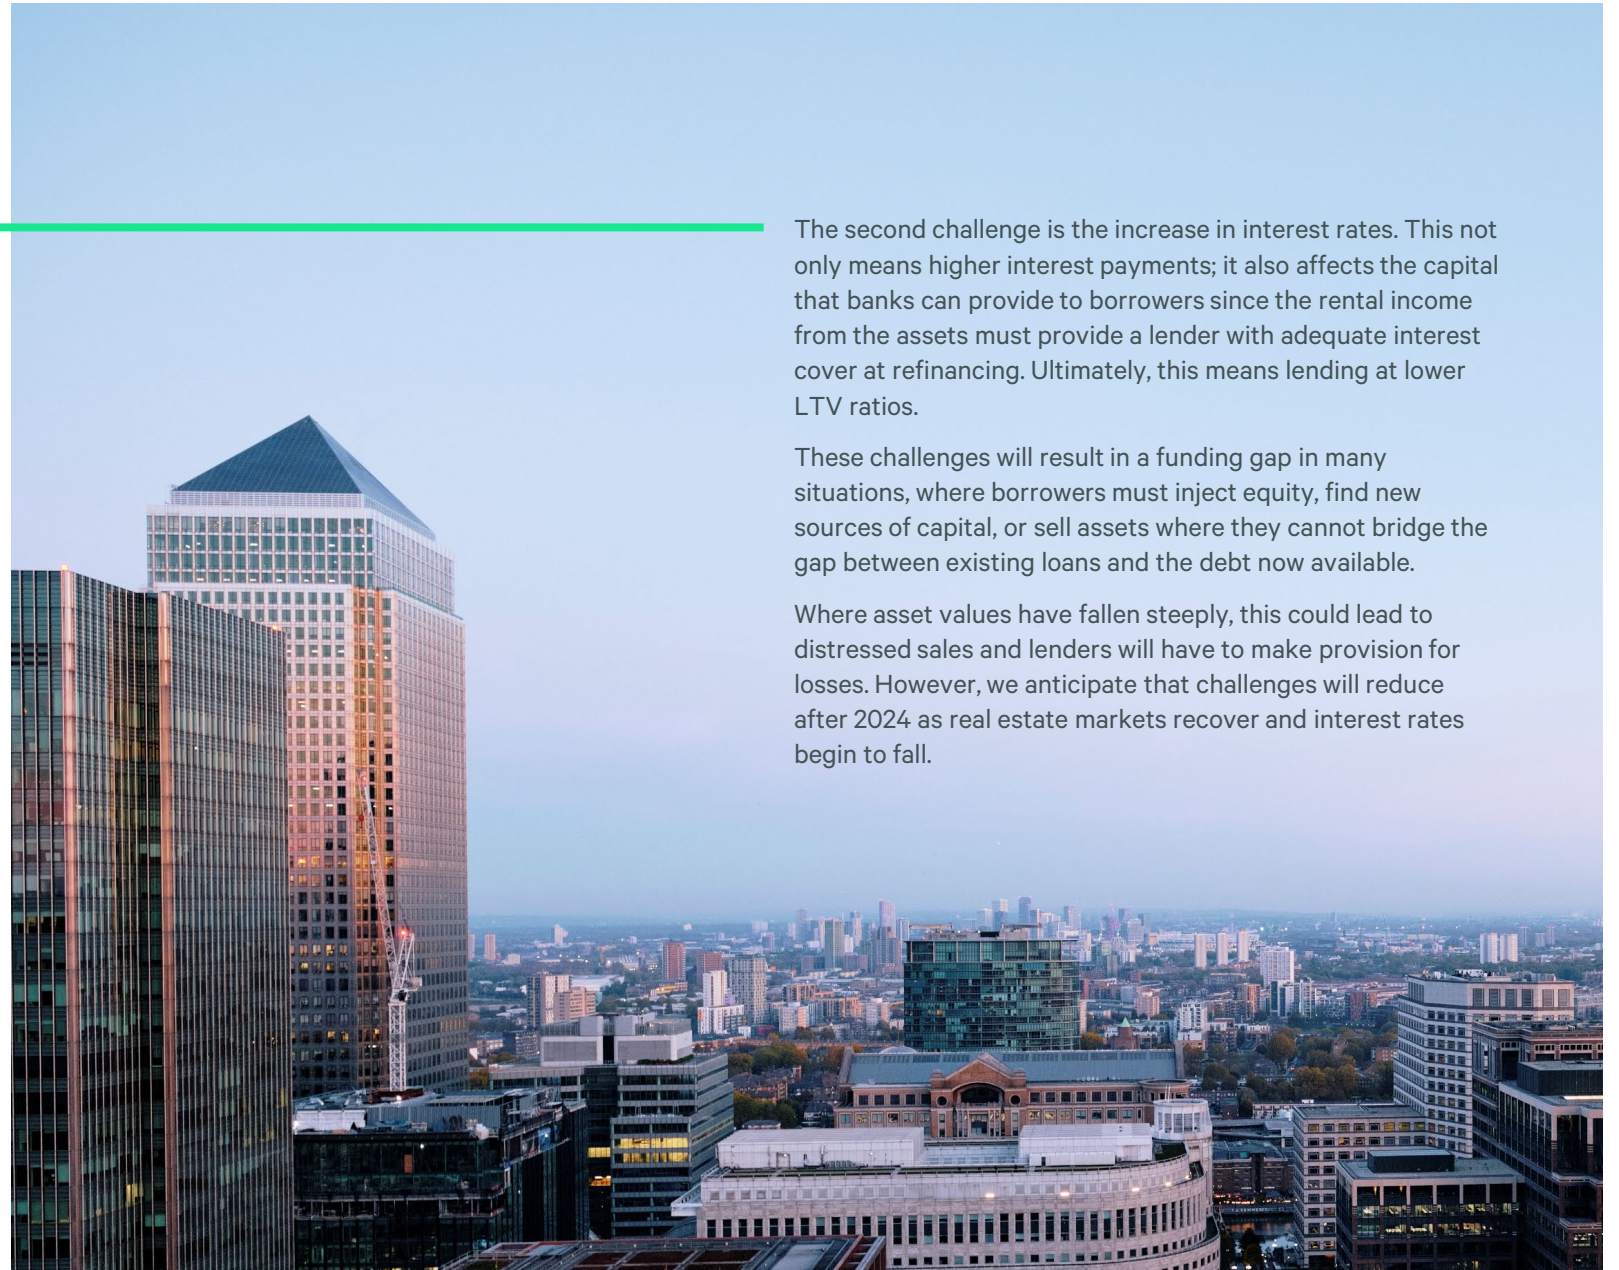 The second challenge is the increase in interest rates. This not
only means higher interest payments; it also affects the capital
that banks can provide to borrowers since the rental income
from the assets must provide a lender with adequate interest
cover at refinancing. Ultimately, this means lending at lower
LTV ratios.
These challenges will result in a funding gap in many
situations, where borrowers must inject equity, find new
sources of capital, or sell assets where they cannot bridge the
gap between existing loans and the debt now available.
Where asset values have fallen steeply, this could lead to
distressed sales and lenders will have to make provision for
losses. However, we anticipate that challenges will reduce
after 2024 as real estate markets recover and interest rates
begin to fall.